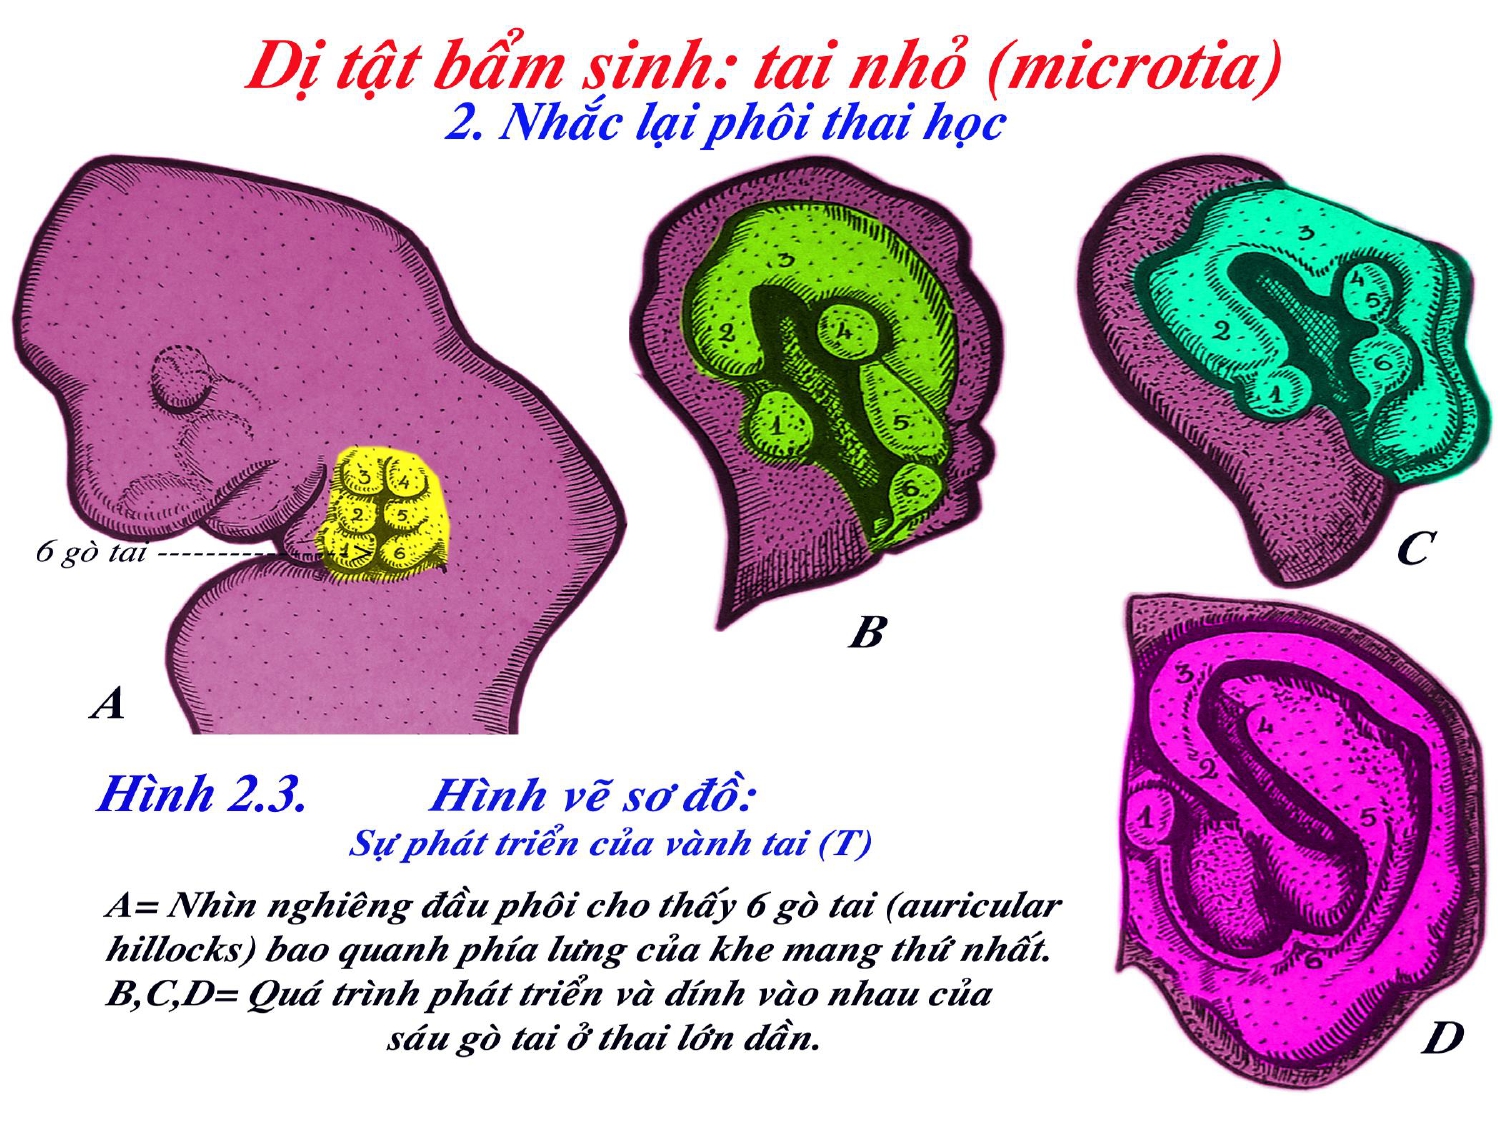 Dị tật bẩm sinh: tai nhỏ (microtia)
2. Nhắc lại phôi thai học
3
4
2
5
1
6
6 gò tai --------------->
A
3
2
4
1
5
6
B
3
4
5
2
6
1
C
3
4
2
1
5
6
D
Hình 2.3. Hình vẽ sơ đồ:
Sự phát triển của vành tai (T)
A= Nhìn nghiêng đầu phôi cho thấy 6 gò tai (auricular
hillocks) bao quanh phía lưng của khe mang thứ nhất.
B,C,D= Quá trình phát triển và dính vào nhau của
sáu gò tai ở thai lớn dần.